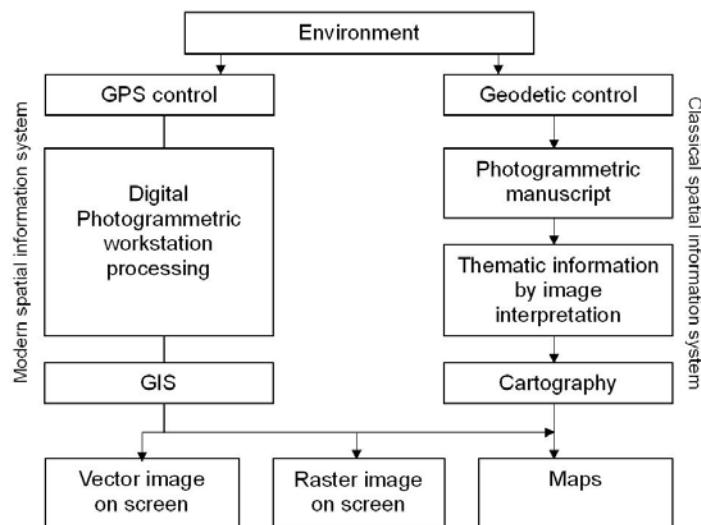 Environment
GPS control
Geodetic control
Modern spatial information system
Digital
Photogrammetric
workstation
processing
Photogrammetric
manuscript
Classical spatial information system
Thematic information
by image
interpretation
GIS
Cartography
Vector image
on screen
Raster image
on screen
Maps